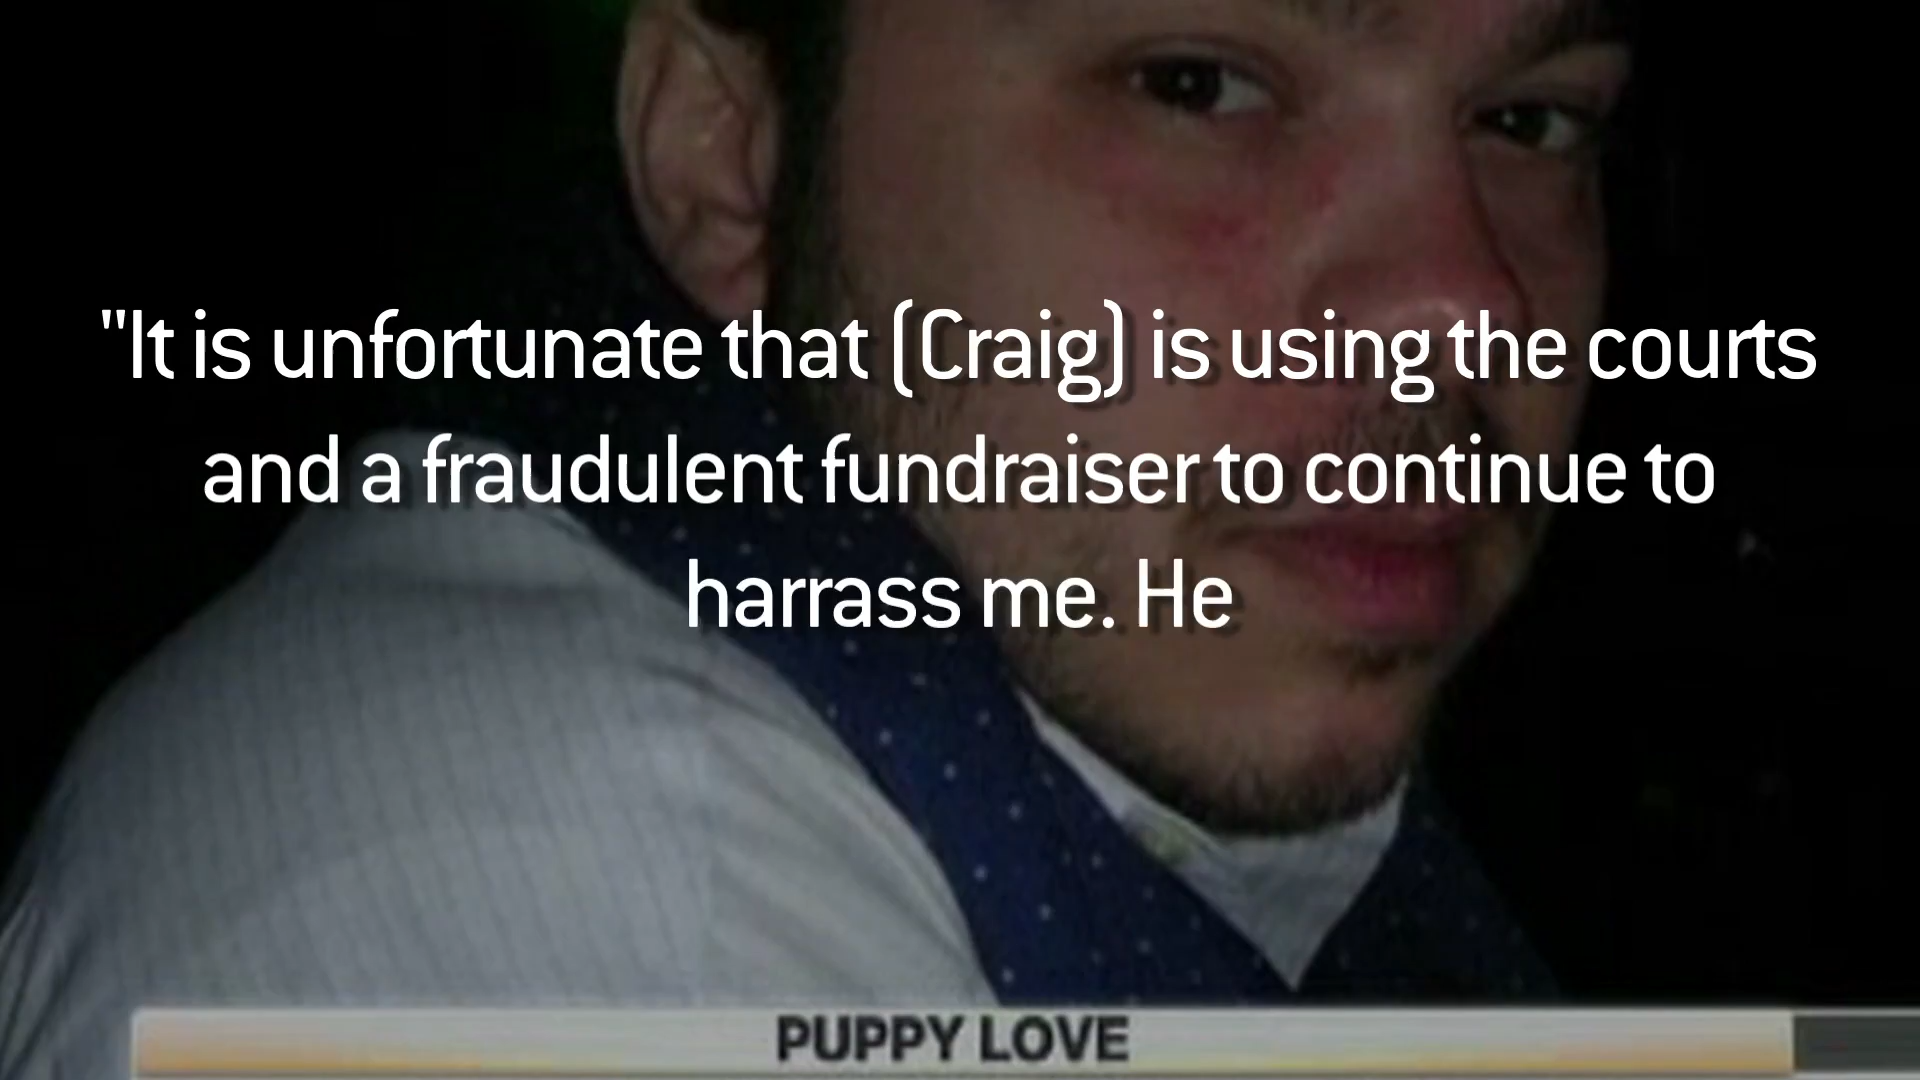 "It is unfortunate that (Craig) is using the courts
and a fraudulent fundraiser to continue to
harrass me. He
PUPPY LOVE